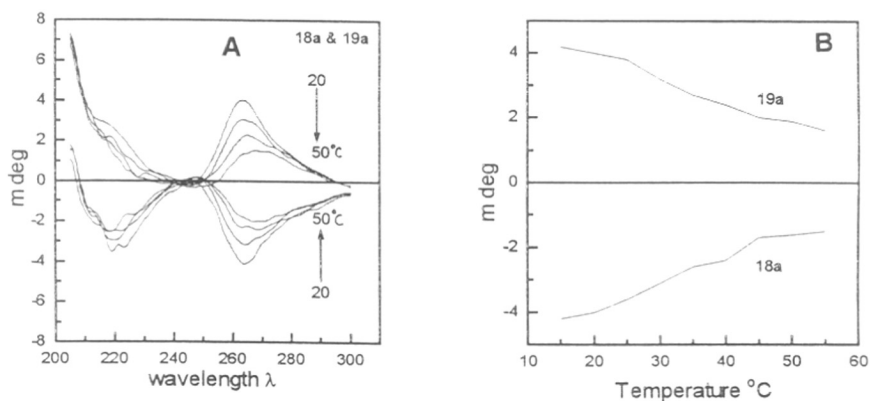 A
18a & 19a
20
50°C
50°C
20
8
6
4
2
0
-2
-4
-6
-8
200 220 240 260 280 300
m deg
wavelength λ
B
19a
18a
4
2
0
-2
-4
10 20 30 40 50 60
m deg
Temperature °C